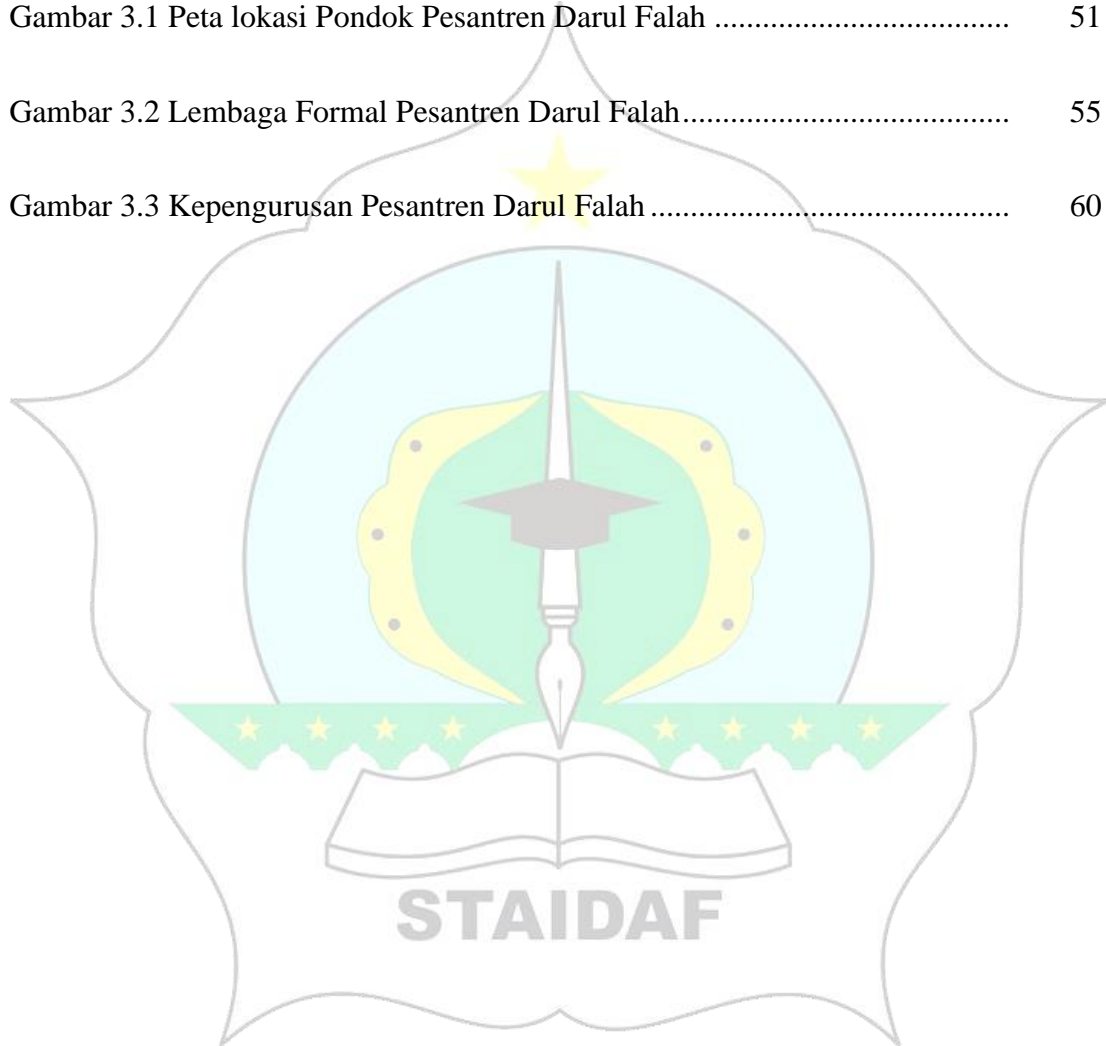 Gambar 3.1 Peta lokasi Pondok Pesantren Darul Falah ..................................... 51
Gambar 3.2 Lembaga Formal Pesantren Darul Falah......................................... 55
Gambar 3.3 Kepengurusan Pesantren Darul Falah ............................................. 60
STAIDAF